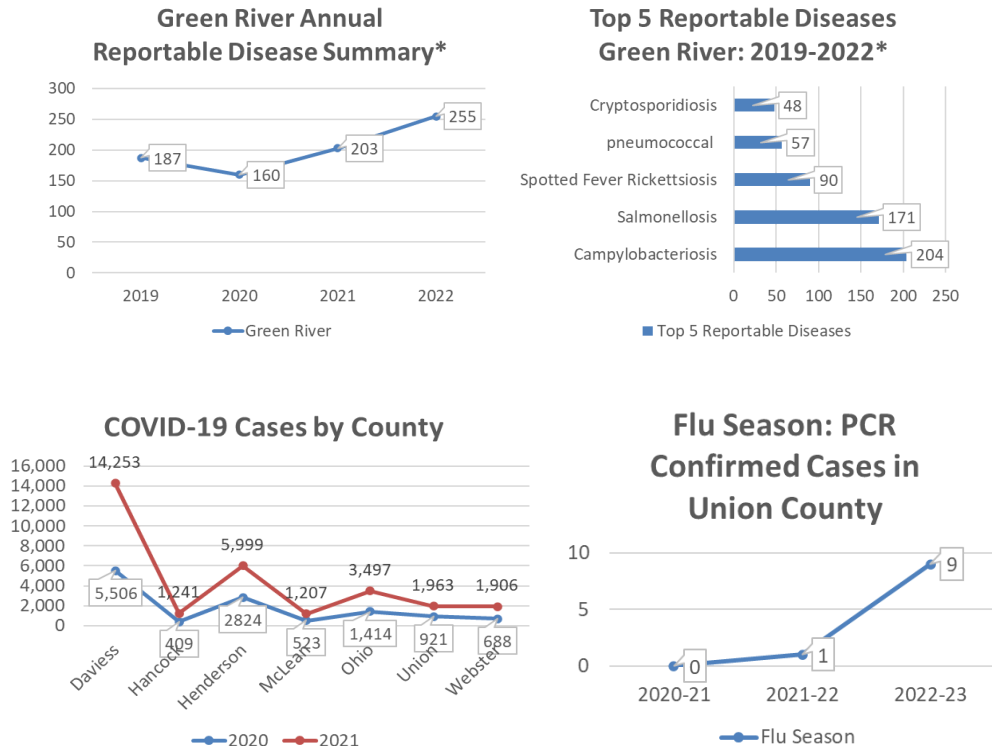 Green River Annual
Reportable Disease Summary*
300
250
200
150
100
50
0
187
160
203
255
2019 2020 2021 2022
Green River
Top 5 Reportable Diseases
Green River: 2019-2022*
Cryptosporidiosis 48
pneumococcal 57
Spotted Fever Rickettsiosis 90
Salmonellosis 171
Campylobacteriosis 204
0 50 100 150 200 250
Top 5 Reportable Diseases
COVID-19 Cases by County
16,000
14,000
12,000
10,000
8,000
6,000
4,000
2,000
0
14,253
1,241
5,999
1,207
3,497
1,963
1,906
5,506
409
2824
523
1,414
921
688
Daviess Hancock Henderson McLean Ohio Union Webster
2020 2021
Flu Season: PCR
Confirmed Cases in
Union County
10
5
0
0
1
9
2020-21 2021-22 2022-23
Flu Season